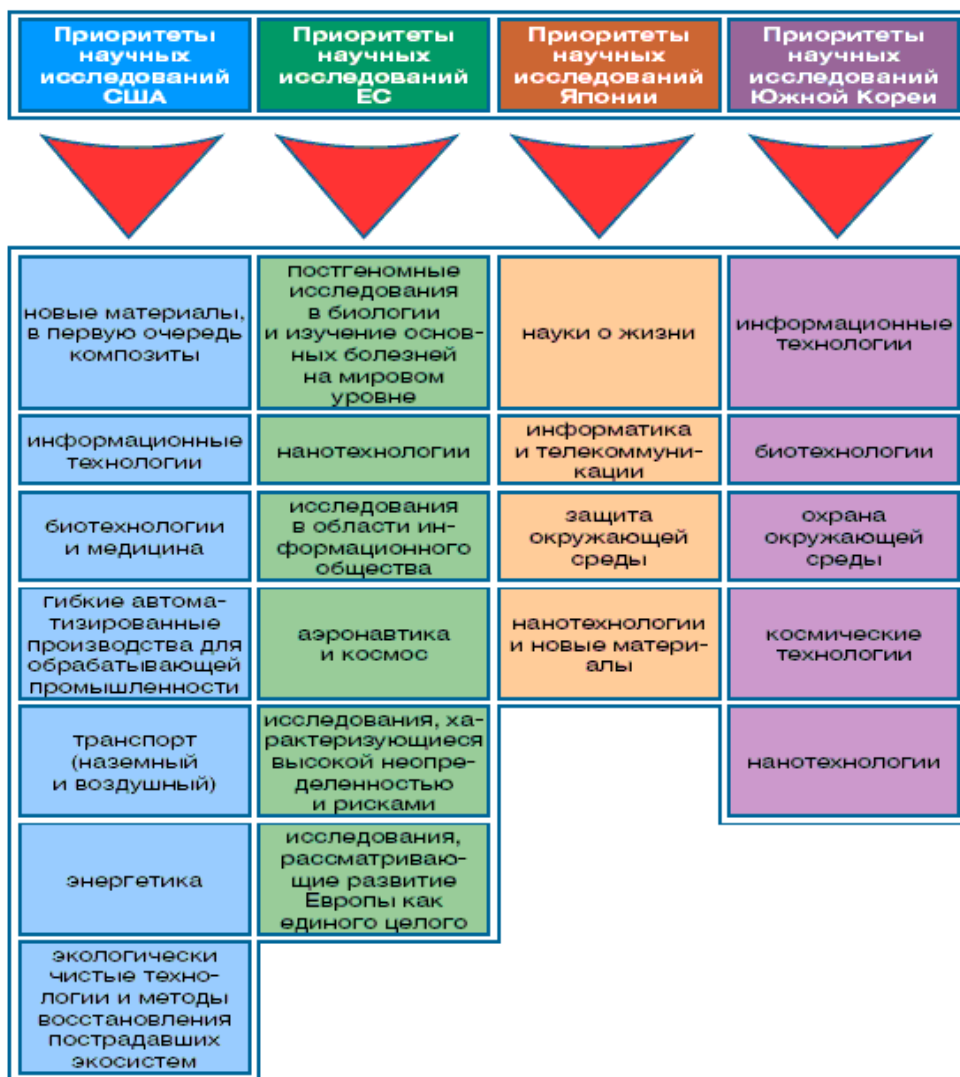 Приоритеты
научных
исследований
США
Приоритеты
научных
исследований
ЕС
Приоритеты
научных
исследований
Японии
Приоритеты
научных
исследований
Южной Кореи
новые материалы,
в первую очередь
композиты
информационные
технологии
биотехнологии
и медицина
гибкие автома-
тизированные
производства для
обрабатывающей
промышленности
транспорт
(наземный
и воздушный)
энергетика
экологически
чистые техно-
логии и методы
восстановления
пострадавших
экосистем
постгеномные
исследования
в биологии
и изучение основ-
ных болезней
на мировом
уровне
нанотехнологии
исследования
в области ин-
формационного
общества
аэронавтика
и космос
исследования, ха-
рактеризующиеся
высокой неопре-
деленностью
и рисками
исследования,
рассматриваю-
щие развитие
Европы как
единого целого
науки о жизни
информатика
и телекоммуни-
кации
защита
окружающей
среды
нанотехнологии
и новые матери-
алы
информационные
технологии
биотехнологии
охрана
окружающей
среды
космические
технологии
нанотехнологии